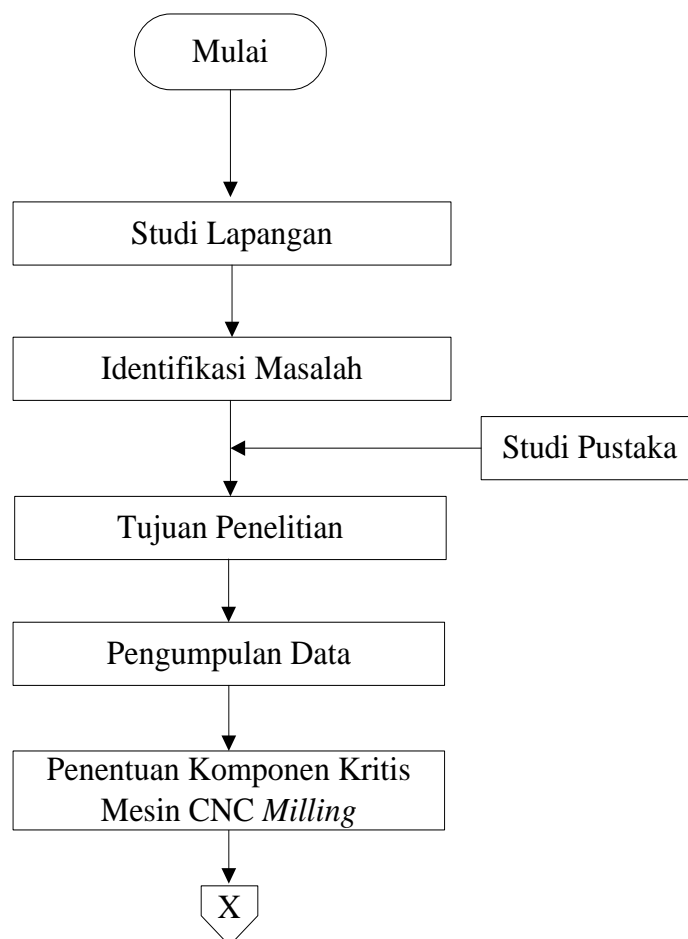 Mulai
Studi Lapangan
Identifikasi Masalah
Studi Pustaka
Tujuan Penelitian
Pengumpulan Data
Penentuan Komponen Kritis
Mesin CNC Milling
X